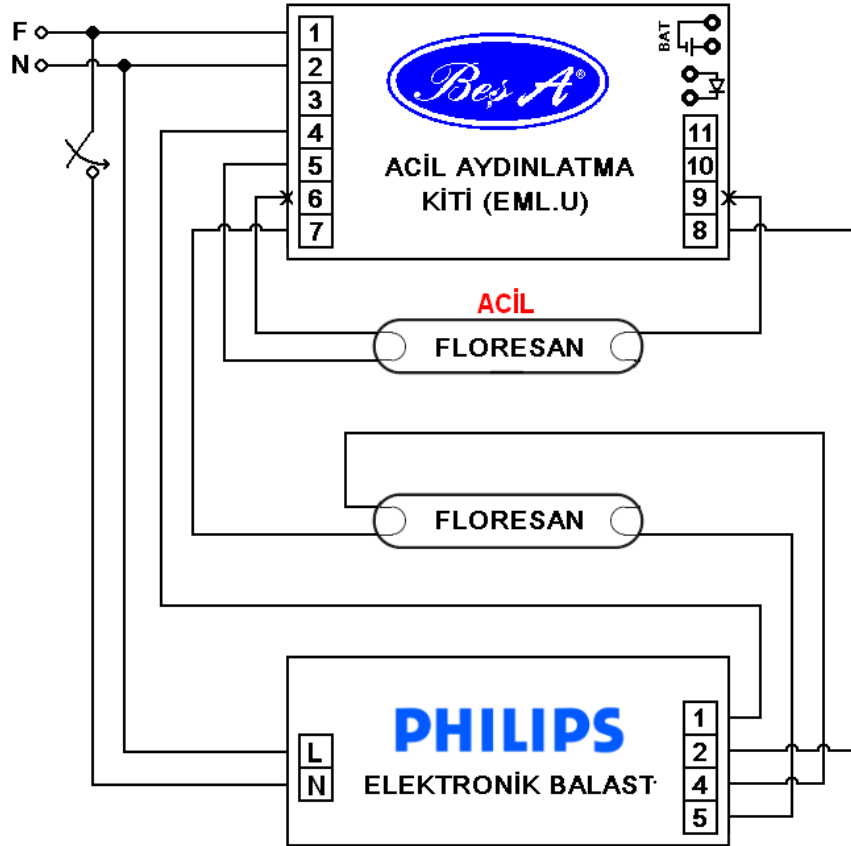 F
N
1
2
3
4
5
6
7
BAT
11
10
9
8
Beş A®
ACİL AYDINLATMA
KİTİ (EML.U)
ACİL
FLORESAN
FLORESAN
PHILIPS
ELEKTRONİK BALAST
L
N
1
2
4
5